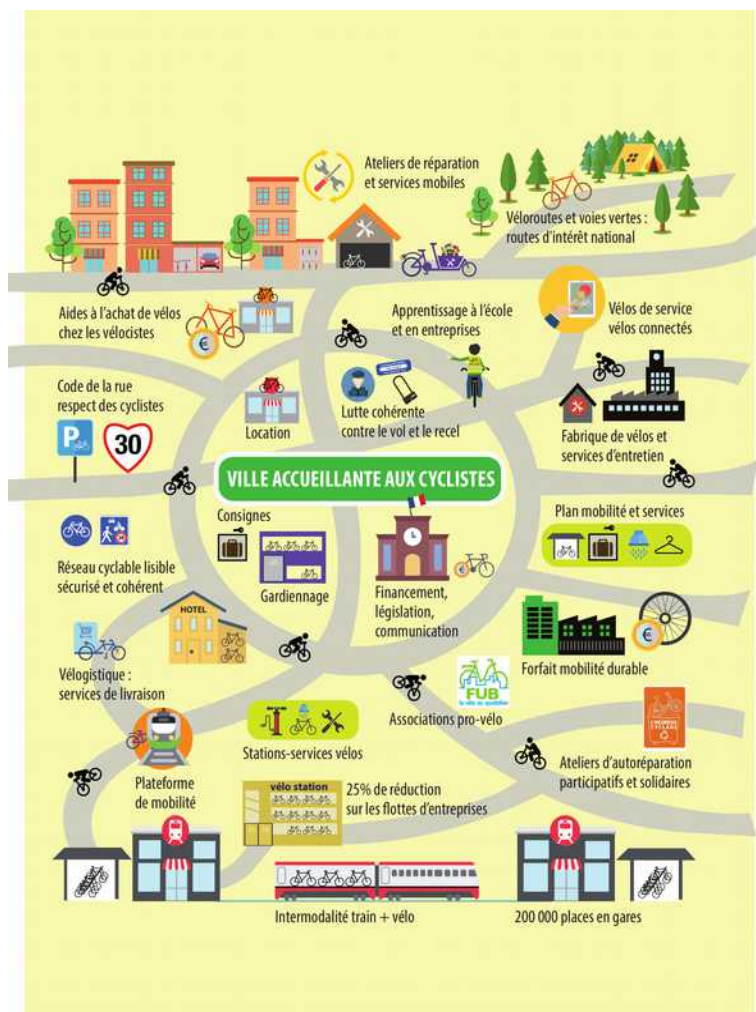 Ateliers de réparation
et services mobiles
Véloroutes et voies vertes :
routes d'intérêt national
Aides à l'achat de vélos
chez les vélocistes
€
Apprentissage à l'école
et en entreprises
Vélos de service
vélos connectés
Code de la rue
respect des cyclistes
P
30
Location
Lutte cohérente
contre le vol et le recel
Fabrique de vélos et
services d'entretien
VILLE ACCUEILLANTE AUX CYCLISTES
Consignes
Plan mobilité et services
Réseau cyclable lisible
sécurisé et cohérent
Gardiennage
€
Financement,
législation,
communication
HOTEL
€
Forfait mobilité durable
Vélogistique :
services de livraison
FUB
Associations pro-vélo
Stations-services vélos
L'HEUREUX
CYCLAGE
Ateliers d'autoréparation
participatifs et solidaires
Plateforme
de mobilité
vélo station
25% de réduction
sur les flottes d'entreprises
Intermodalité train + vélo
200 000 places en gares